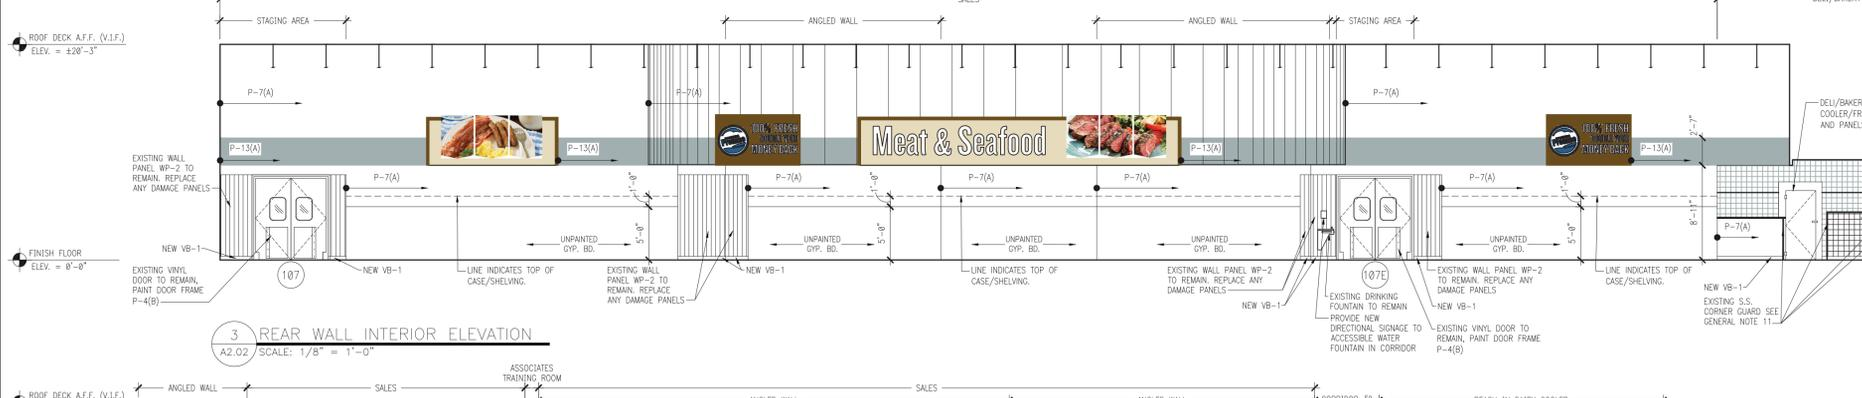 SALES
STAGING AREA
ANGLED WALL
ANGLED WALL
STAGING AREA
ROOF DECK A.F.F. (V.I.F.)
ELEV. = ±20'-3"
P-7(A)
P-7(A)
P-7(A)
DELI/BAKER
COOLER/FR
AND PANEL
100% FRESH
MONEY BACK
Meat & Seafood
100% FRESH
MONEY BACK
2'-7"
P-13(A)
P-13(A)
P-13(A)
P-13(A)
EXISTING WALL
PANEL WP-2 TO
REMAIN. REPLACE
ANY DAMAGE PANELS
P-7(A)
1'-0"
P-7(A)
1'-0"
P-7(A)
P-7(A)
P-7(A)
1'-0"
8'-11"
P-7(A)
5'-0"
5'-0"
5'-0"
UNPAINTED
GYP. BD.
UNPAINTED
GYP. BD.
UNPAINTED
GYP. BD.
UNPAINTED
GYP. BD.
UNPAINTED
GYP. BD.
FINISH FLOOR
ELEV. = 0'-0"
NEW VB-1
EXISTING VINYL
DOOR TO REMAIN,
PAINT DOOR FRAME
P-4(B)
107
NEW VB-1
LINE INDICATES TOP OF
CASE/SHELVING.
EXISTING WALL
PANEL WP-2 TO
REMAIN. REPLACE
ANY DAMAGE PANELS
NEW VB-1
LINE INDICATES TOP OF
CASE/SHELVING.
EXISTING WALL PANEL WP-2
TO REMAIN. REPLACE ANY
DAMAGE PANELS
NEW VB-1
107E
EXISTING DRINKING
FOUNTAIN TO REMAIN
PROVIDE NEW
DIRECTIONAL SIGNAGE TO
ACCESSIBLE WATER
FOUNTAIN IN CORRIDOR
EXISTING WALL PANEL WP-2
TO REMAIN. REPLACE ANY
DAMAGE PANELS
NEW VB-1
EXISTING VINYL DOOR TO
REMAIN, PAINT DOOR FRAME
P-4(B)
LINE INDICATES TOP OF
CASE/SHELVING.
NEW VB-1
EXISTING S.S.
CORNER GUARD SEE
GENERAL NOTE 11
3
A2.02
REAR WALL INTERIOR ELEVATION
SCALE: 1/8" = 1'-0"
ASSOCIATES
TRAINING ROOM
ANGLED WALL
SALES
SALES
ROOF DECK A.F.F. (V.I.F.)